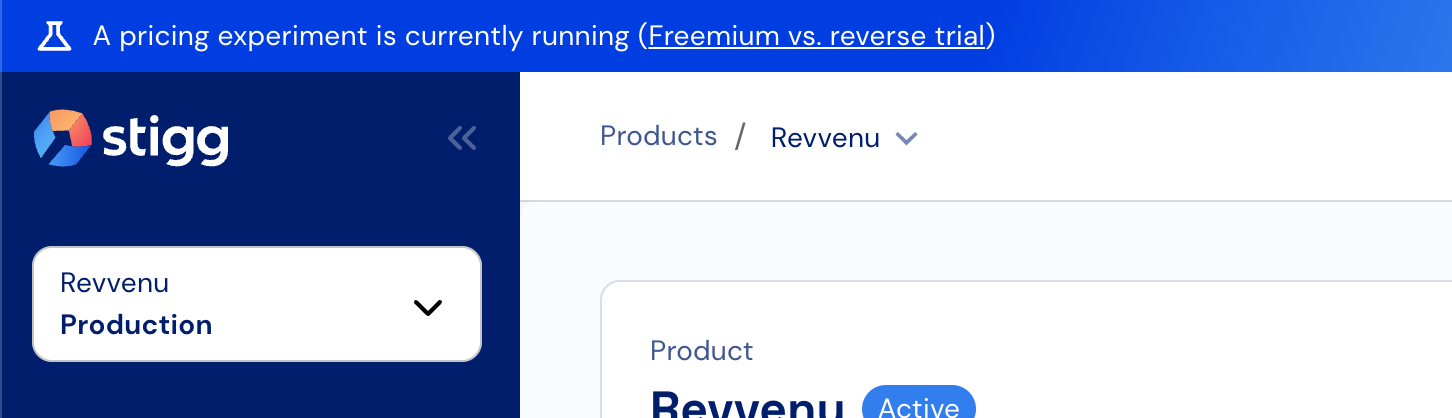 A pricing experiment is currently running (Freemium vs. reverse trial)
stigg
Products / Revvenu
Revvenu
Production
Product
Revvenu Active